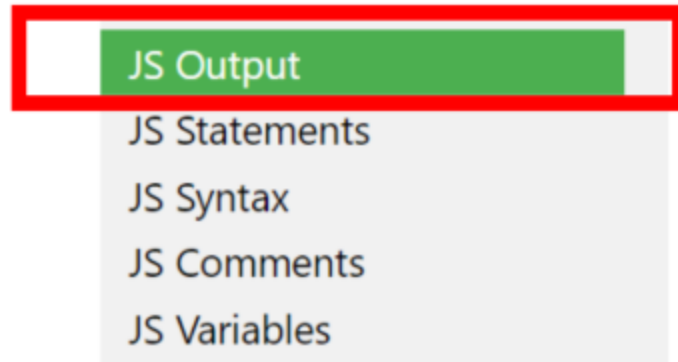 JS Output
JS Statements
JS Syntax
JS Comments
JS Variables